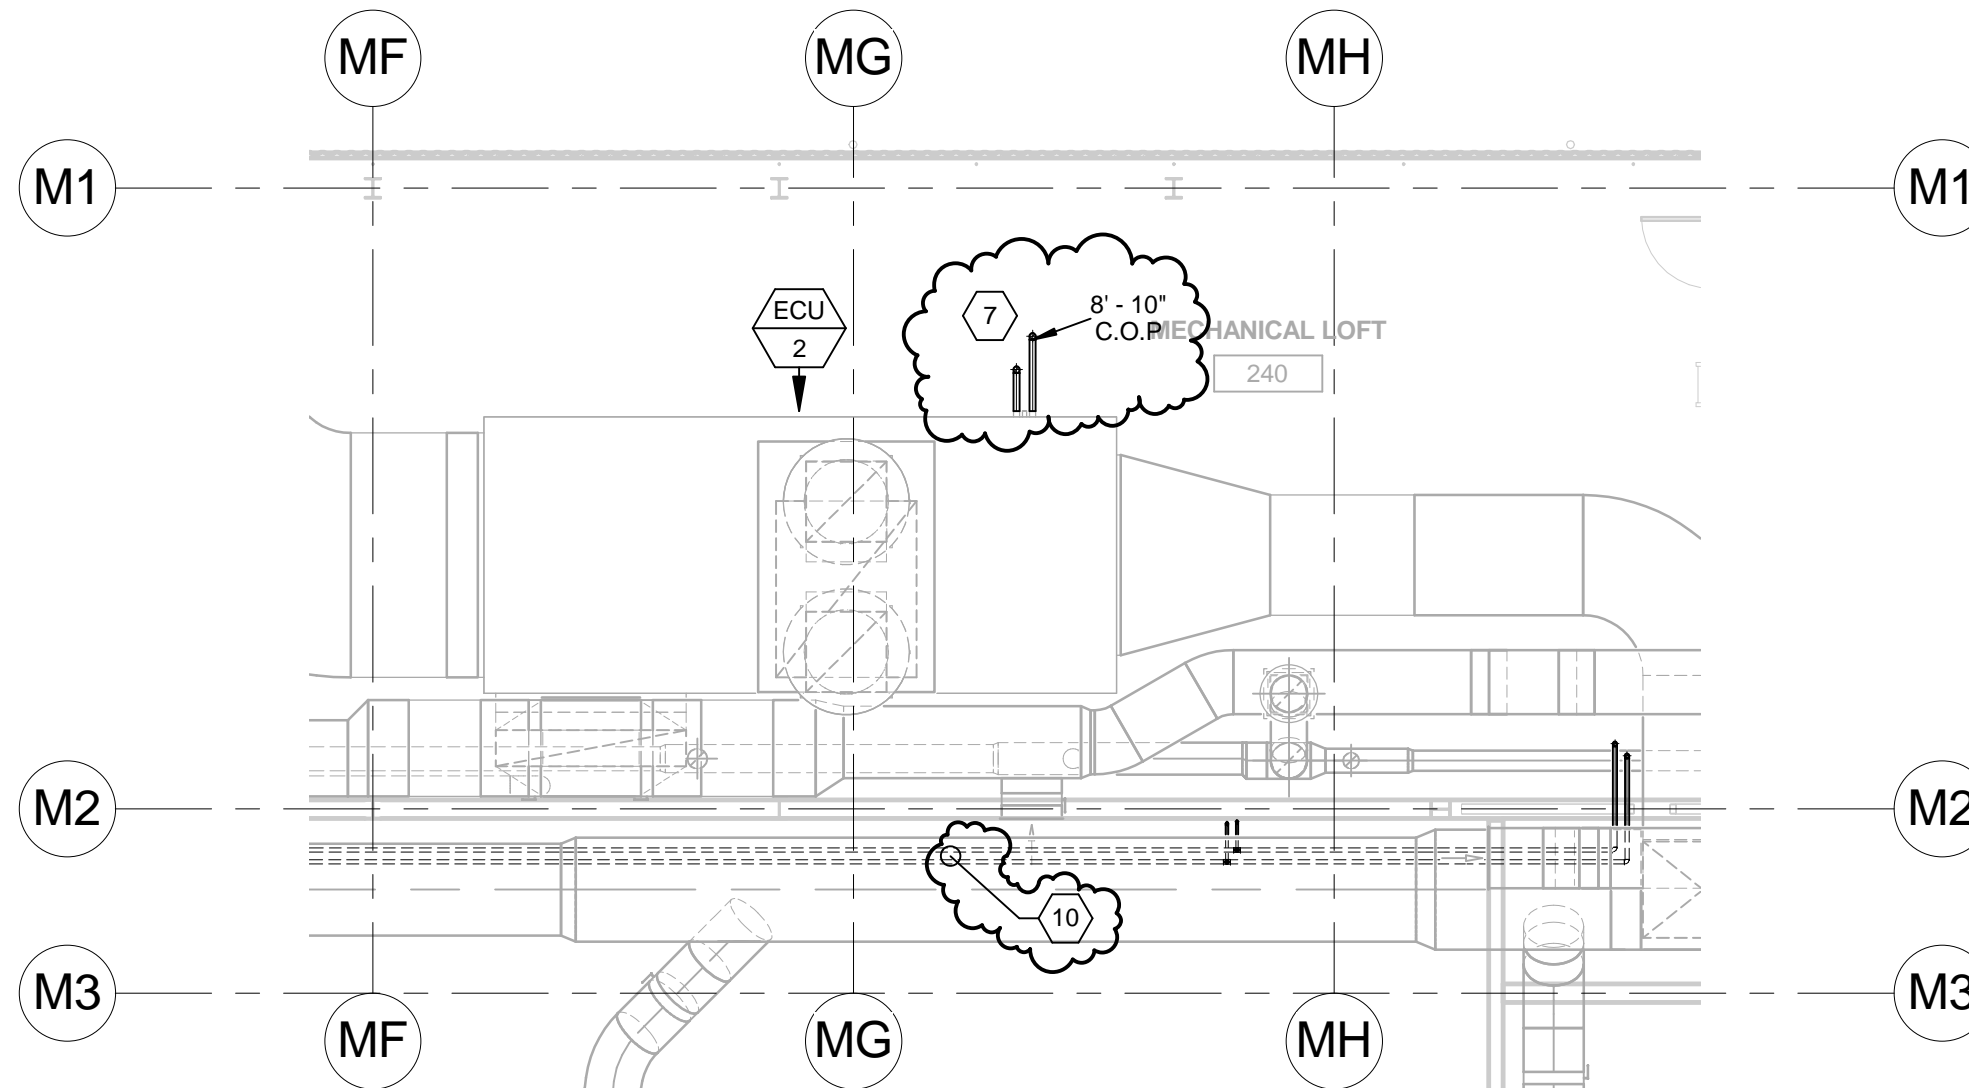 MF
MG
MH
M1
M1
ECU
2
7
8' - 10"
C.O.P
MECHANICAL LOFT
240
M2
M2
10
M3
M3
MF
MG
MH